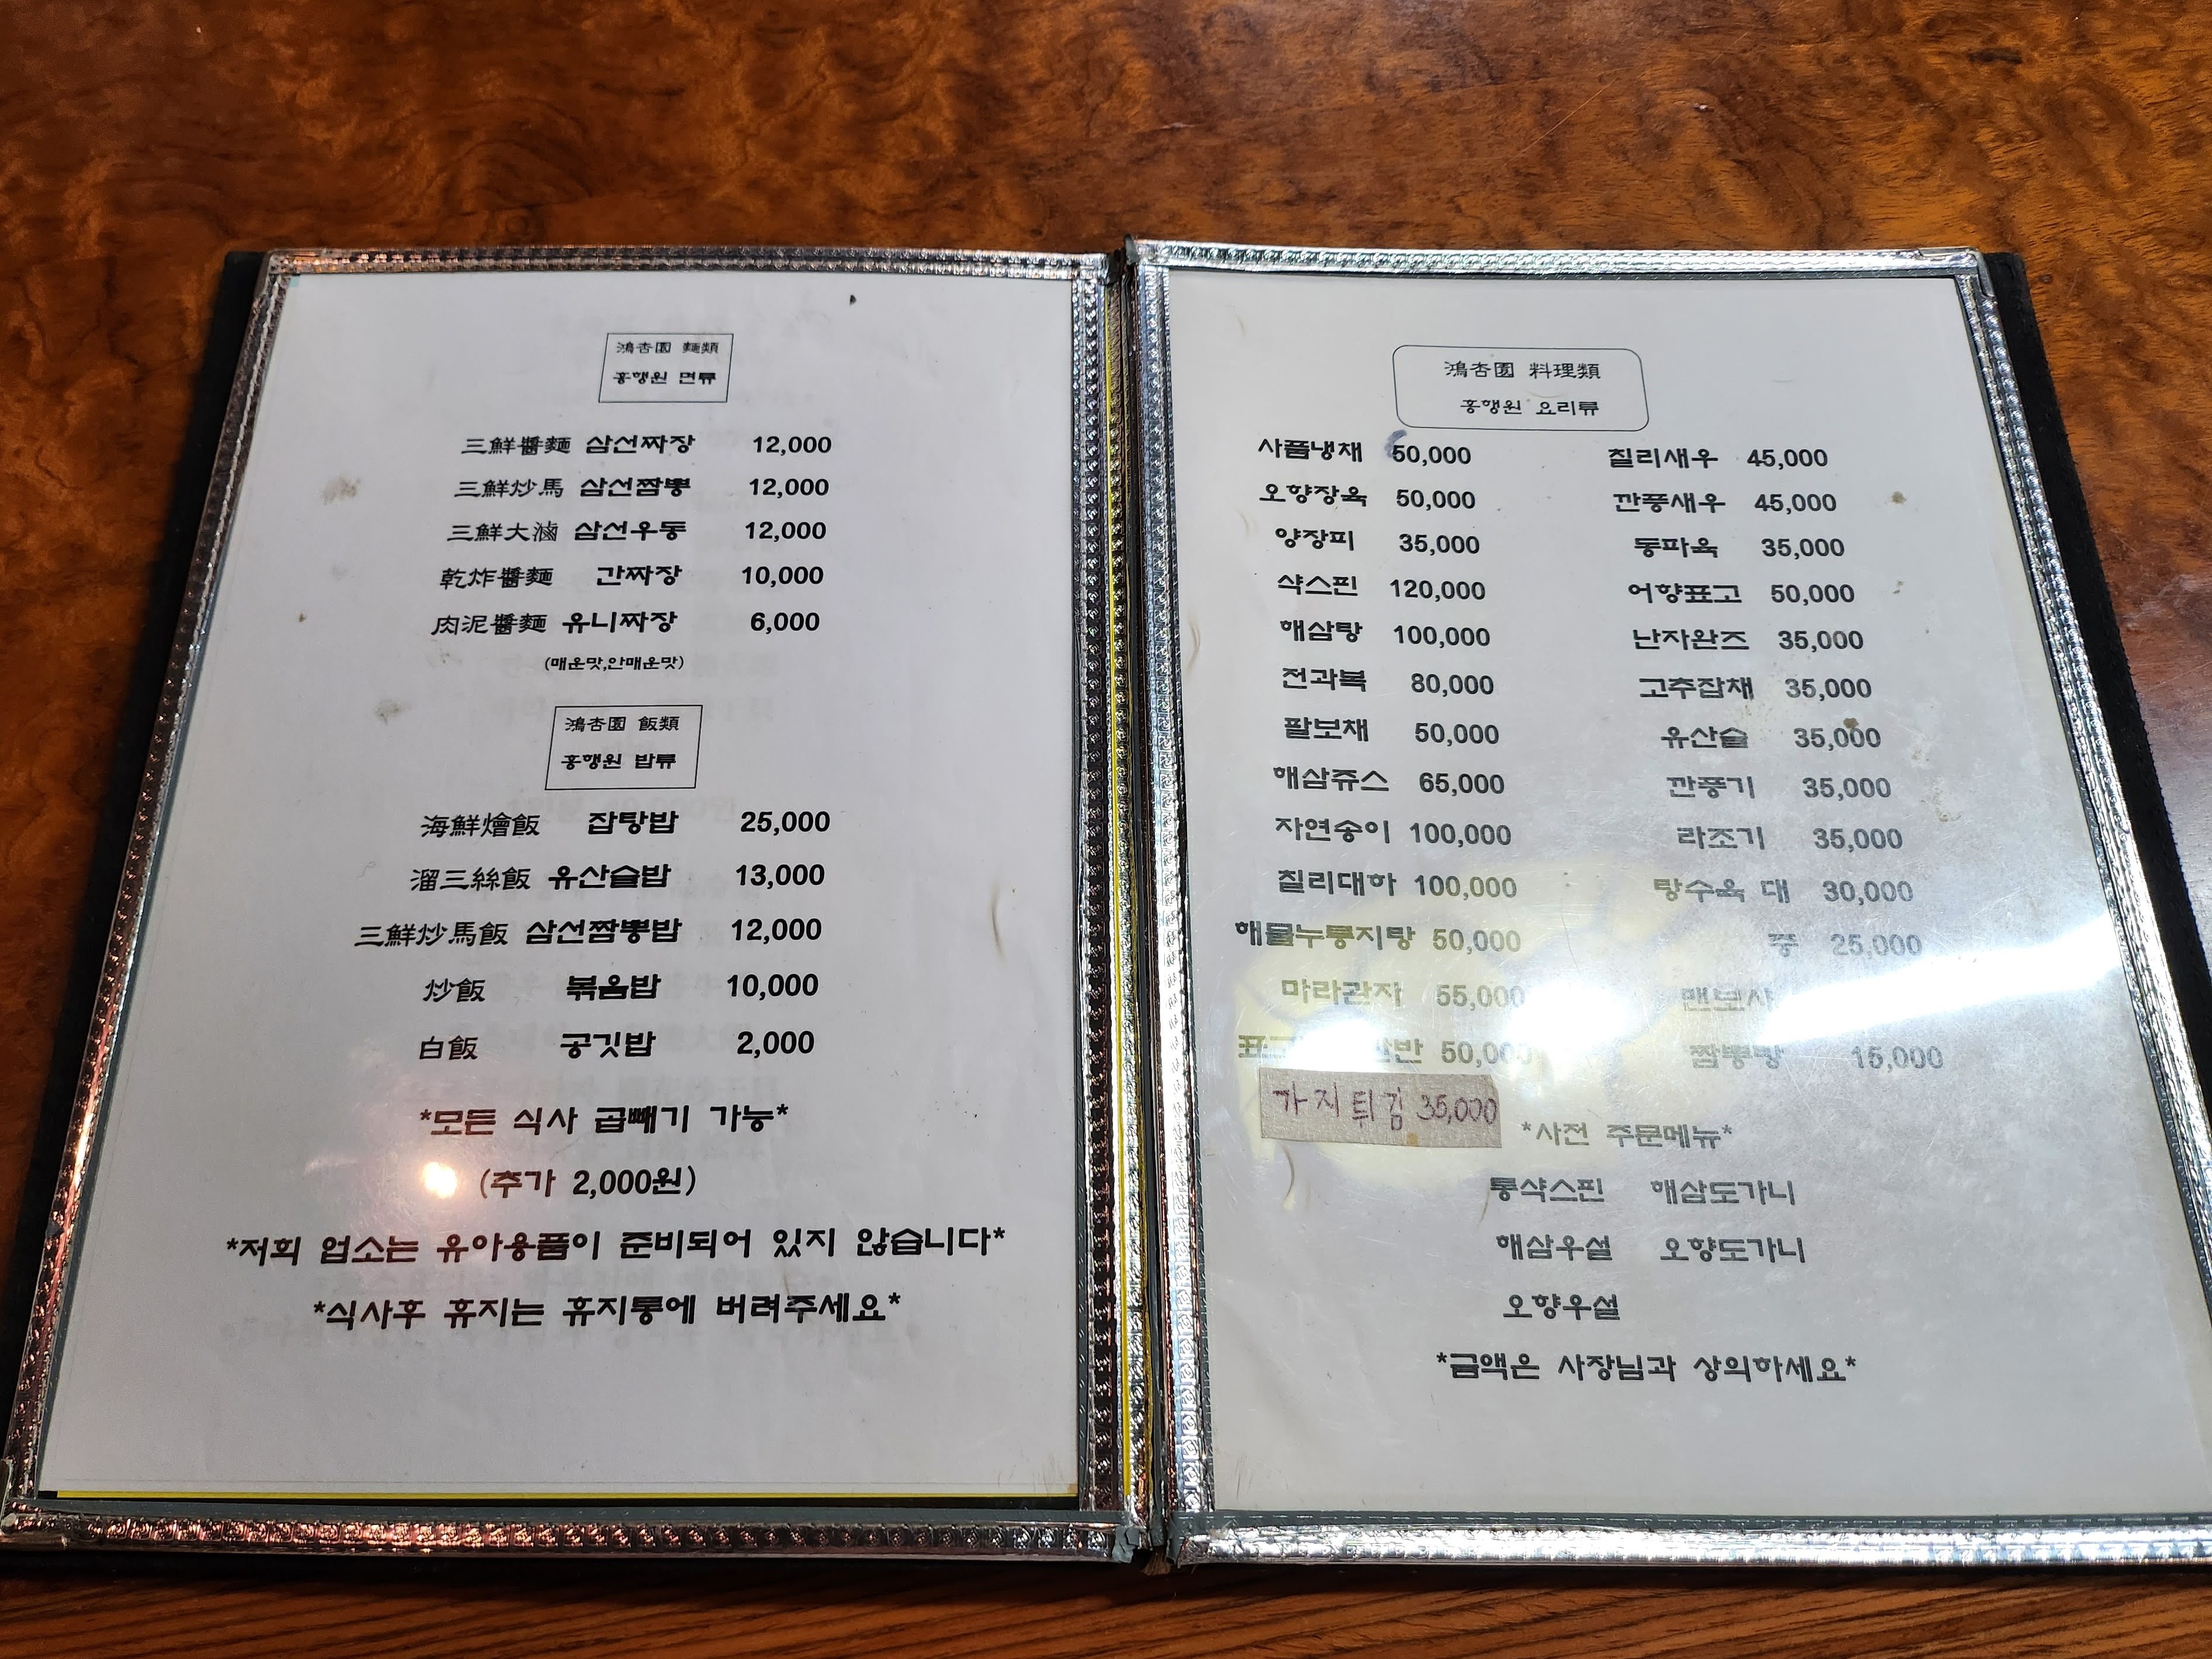 鴻杏園 麵類
홍행원 면류
三鮮醬麵 삼선짜장 12,000
三鮮炒馬 삼선짬뽕 12,000
三鮮大滷 삼선우동 12,000
乾炸醬麵 간짜장 10,000
肉泥醬麵 유니짜장 6,000
(매운맛,안매운맛)
鴻杏園 飯類
홍행원 밥류
海鮮燴飯 잡탕밥 25,000
溜三絲飯 유산슬밥 13,000
三鮮炒馬飯 삼선짬뽕밥 12,000
炒飯 볶음밥 10,000
白飯 공깃밥 2,000
*모든 식사 곱빼기 가능*
(추가 2,000원)
*저희 업소는 유아용품이 준비되어 있지 않습니다*
*식사후 휴지는 휴지통에 버려주세요*
鴻杏園 料理類
홍행원 요리류
사품냉채 50,000
오향장육 50,000
양장피 35,000
샥스핀 120,000
해삼탕 100,000
전과복 80,000
팔보채 50,000
해삼쥬스 65,000
자연송이 100,000
칠리대하 100,000
해물누룽지탕 50,000
마라관자 55,000
50,000
가지튀김 35,000
칠리새우 45,000
깐풍새우 45,000
동파육 35,000
어향표고 50,000
난자완즈 35,000
고추잡채 35,000
유산슬 35,000
깐풍기 35,000
라조기 35,000
탕수육 대 30,000
중 25,000
멘보샤
짬뽕탕 15,000
*사전 주문메뉴*
통샥스핀 해삼도가니
해삼우설 오향도가니
오향우설
*금액은 사장님과 상의하세요*